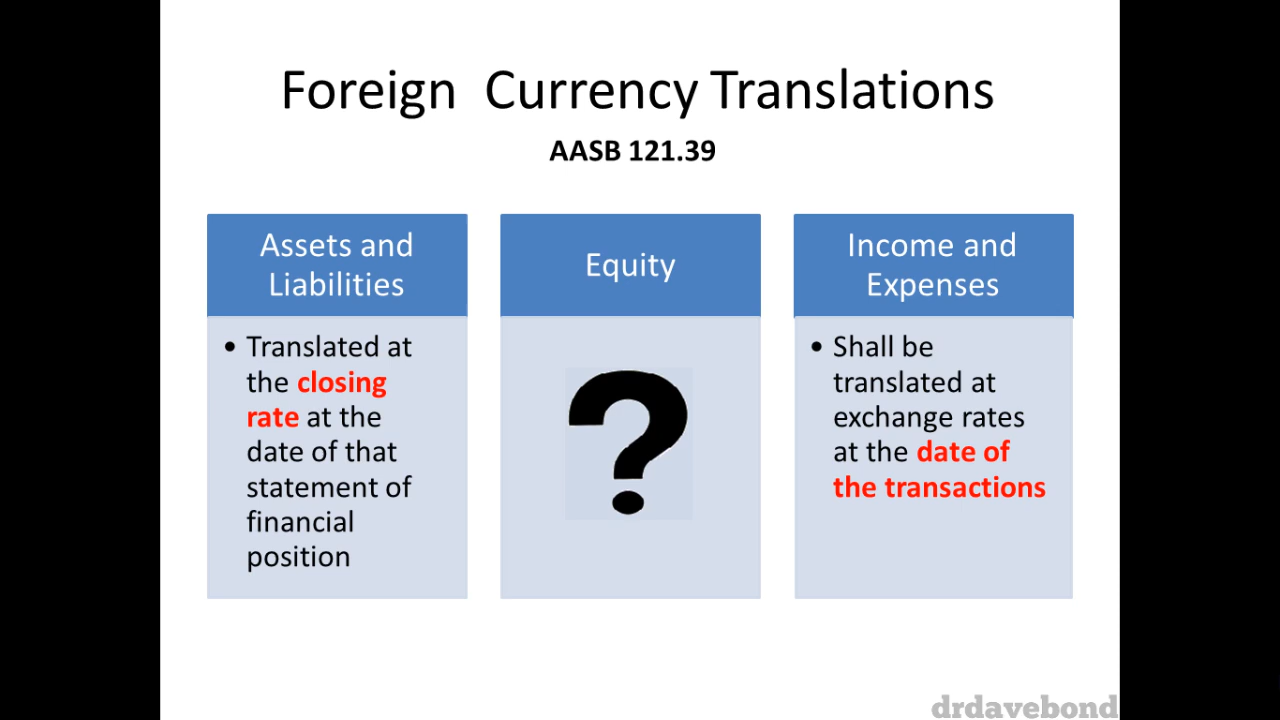 Foreign  Currency Translations
AASB 121.39
Assets and
Liabilities
• Translated at
the closing
rate at the
date of that
statement of
financial
position
Equity
?
Income and
Expenses
• Shall be
translated at
exchange rates
at the date of
the transactions
drdavebond